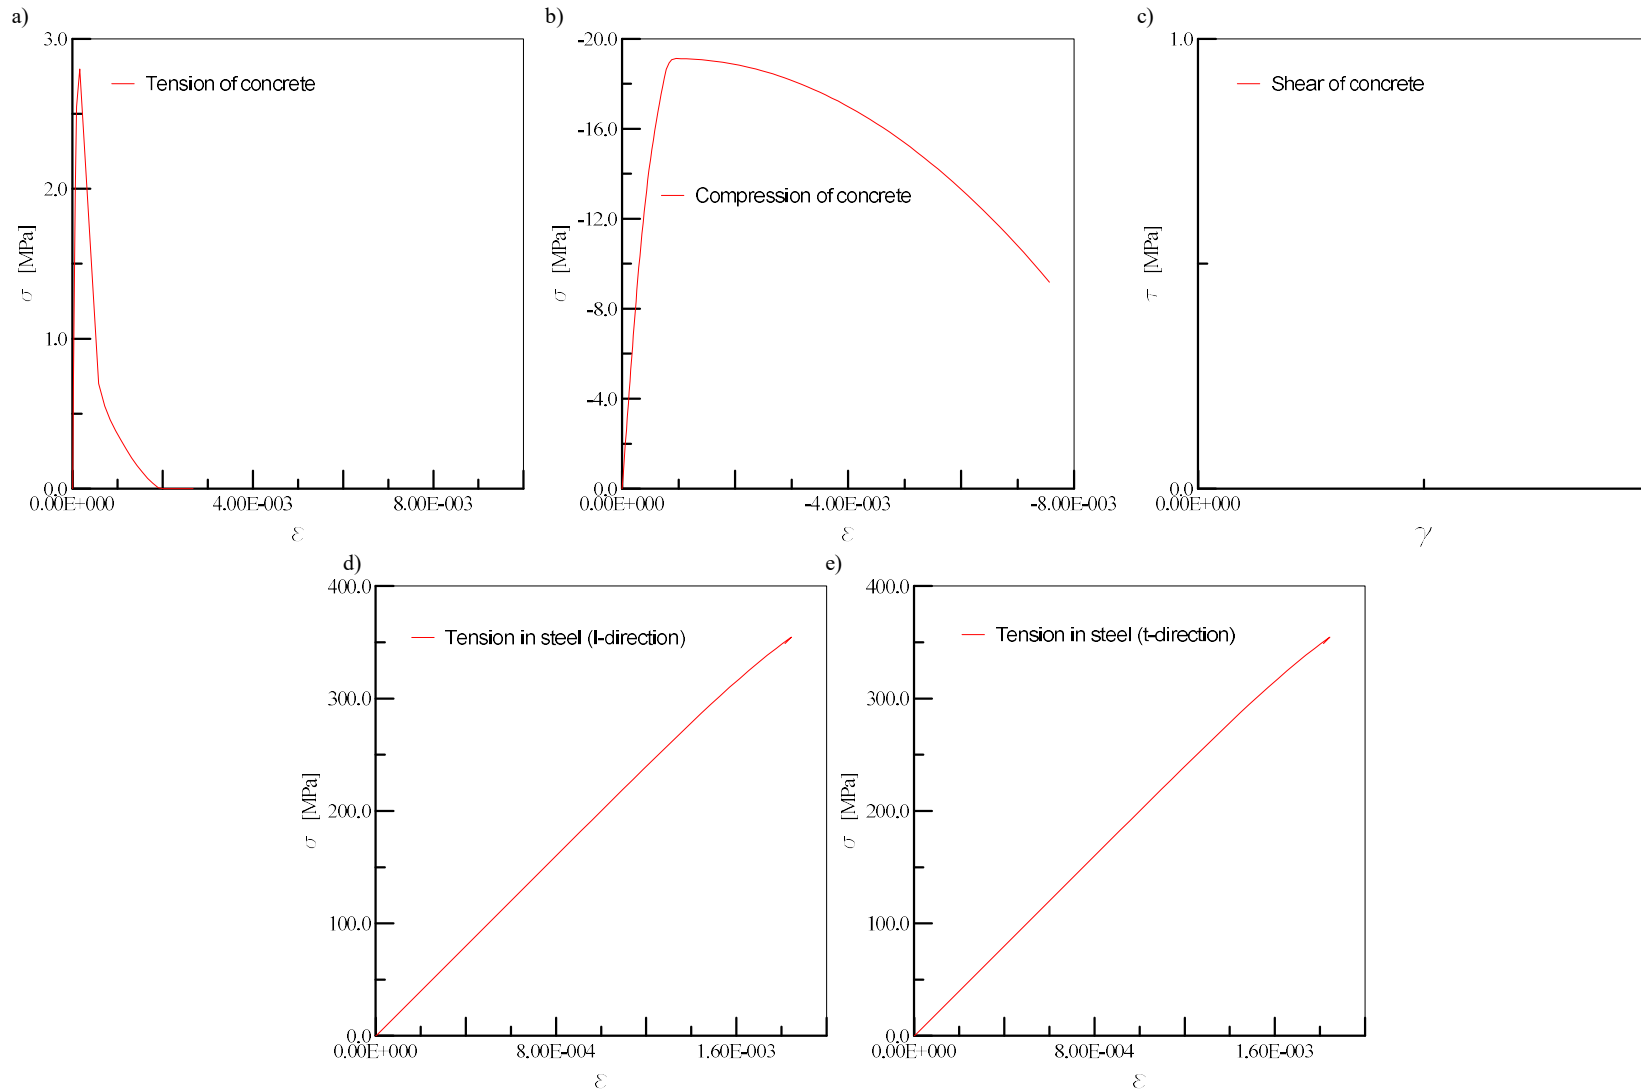 a)
3.0
2.0
1.0
0.0
σ [MPa]
Tension of concrete
0.00E+000
4.00E-003
8.00E-003
ε
b)
-20.0
-16.0
-12.0
-8.0
-4.0
0.0
σ [MPa]
Compression of concrete
0.00E+000
-4.00E-003
-8.00E-003
ε
c)
1.0
0.0
τ [MPa]
Shear of concrete
0.00E+000
γ
d)
400.0
300.0
200.0
100.0
0.0
σ [MPa]
Tension in steel (l-direction)
0.00E+000
8.00E-004
1.60E-003
ε
e)
400.0
300.0
200.0
100.0
0.0
σ [MPa]
Tension in steel (t-direction)
0.00E+000
8.00E-004
1.60E-003
ε